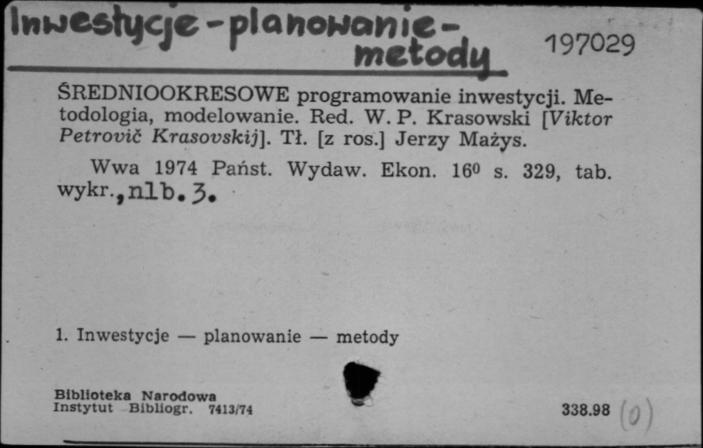 Inwestycje - planowanie -
metody
197029
ŚREDNIOOKRESOWE programowanie inwestycji. Me-
todologia, modelowanie. Red. W. P. Krasowski [Viktor
Petrovič Krasovskij]. Tł. [z ros.] Jerzy Mażys.
Wwa 1974 Państ. Wydaw. Ekon. 16⁰ s. 329, tab.
wykr., nlb. 3.
1. Inwestycje — planowanie — metody
Biblioteka Narodowa
Instytut Bibliogr. 7413/74
338.98 (0)